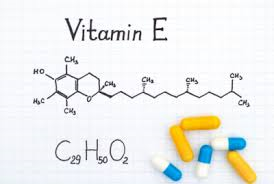 Vitamin E
CH₃
HO
H₃C
CH₃
O
CH₃
CH₃
CH₃
CH₃
CH₃
C₂₉H₅₀O₂